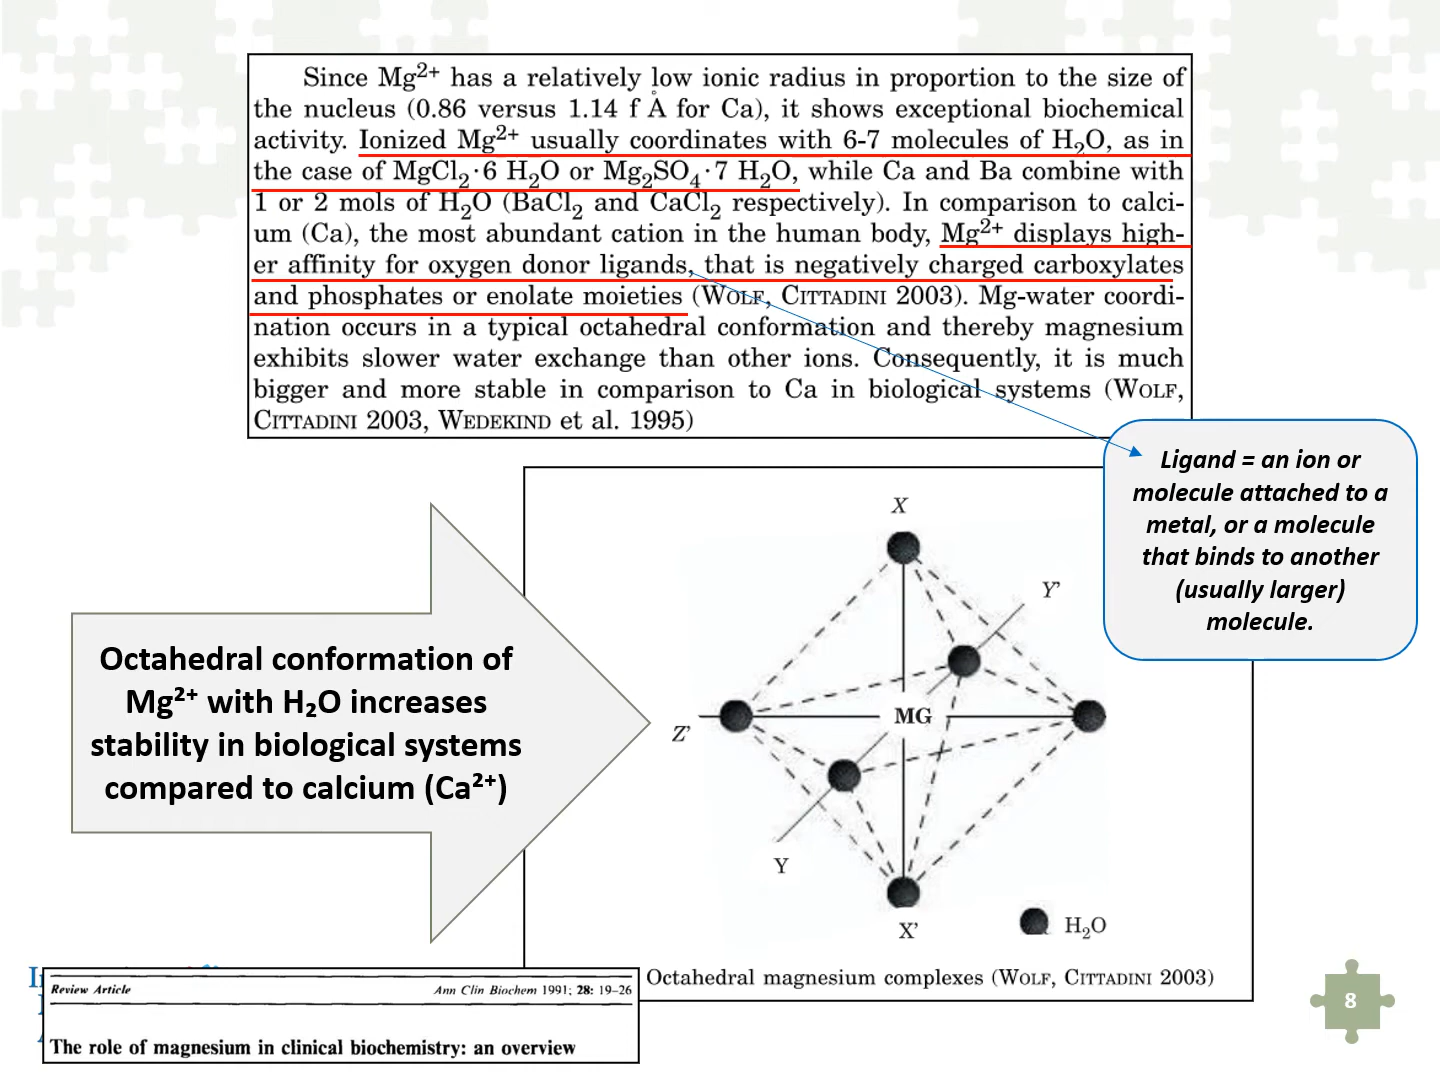 Since Mg²⁺ has a relatively low ionic radius in proportion to the size of
the nucleus (0.86 versus 1.14 f Å for Ca), it shows exceptional biochemical
activity. Ionized Mg²⁺ usually coordinates with 6-7 molecules of H₂O, as in
the case of MgCl₂·6 H₂O or Mg₂SO₄·7 H₂O, while Ca and Ba combine with
1 or 2 mols of H₂O (BaCl₂ and CaCl₂ respectively). In comparison to calci-
um (Ca), the most abundant cation in the human body, Mg²⁺ displays high-
er affinity for oxygen donor ligands, that is negatively charged carboxylates
and phosphates or enolate moieties (WOLF, CITTADINI 2003). Mg-water coordi-
nation occurs in a typical octahedral conformation and thereby magnesium
exhibits slower water exchange than other ions. Consequently, it is much
bigger and more stable in comparison to Ca in biological systems (WOLF,
CITTADINI 2003, WEDEKIND et al. 1995)
Ligand = an ion or
molecule attached to a
metal, or a molecule
that binds to another
(usually larger)
molecule.
Octahedral conformation of
Mg²⁺ with H₂O increases
stability in biological systems
compared to calcium (Ca²⁺)
X
Y'
MG
Z'
Y
X'
H₂O
Octahedral magnesium complexes (WOLF, CITTADINI 2003)
Review Article
Ann Clin Biochem 1991; 28: 19–26
The role of magnesium in clinical biochemistry: an overview
8